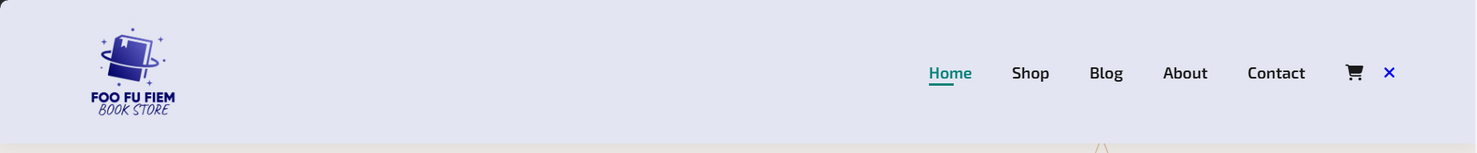 FOO FU FIEM
BOOK STORE
Home Shop Blog About Contact